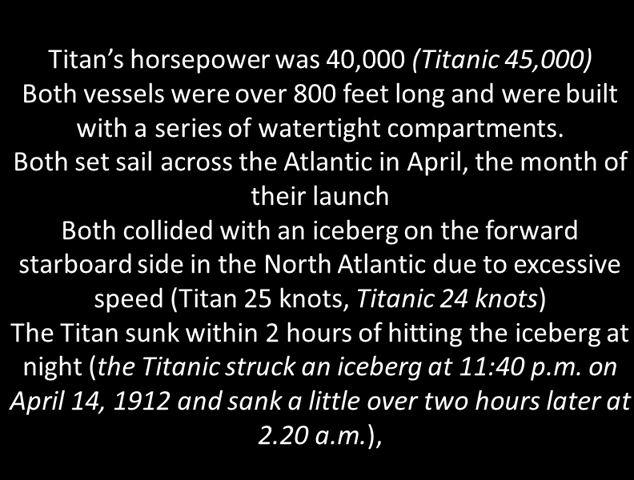 Titan’s horsepower was 40,000 (Titanic 45,000)
Both vessels were over 800 feet long and were built
with a series of watertight compartments.
Both set sail across the Atlantic in April, the month of
their launch
Both collided with an iceberg on the forward
starboard side in the North Atlantic due to excessive
speed (Titan 25 knots, Titanic 24 knots)
The Titan sunk within 2 hours of hitting the iceberg at
night (the Titanic struck an iceberg at 11:40 p.m. on
April 14, 1912 and sank a little over two hours later at
2.20 a.m.),